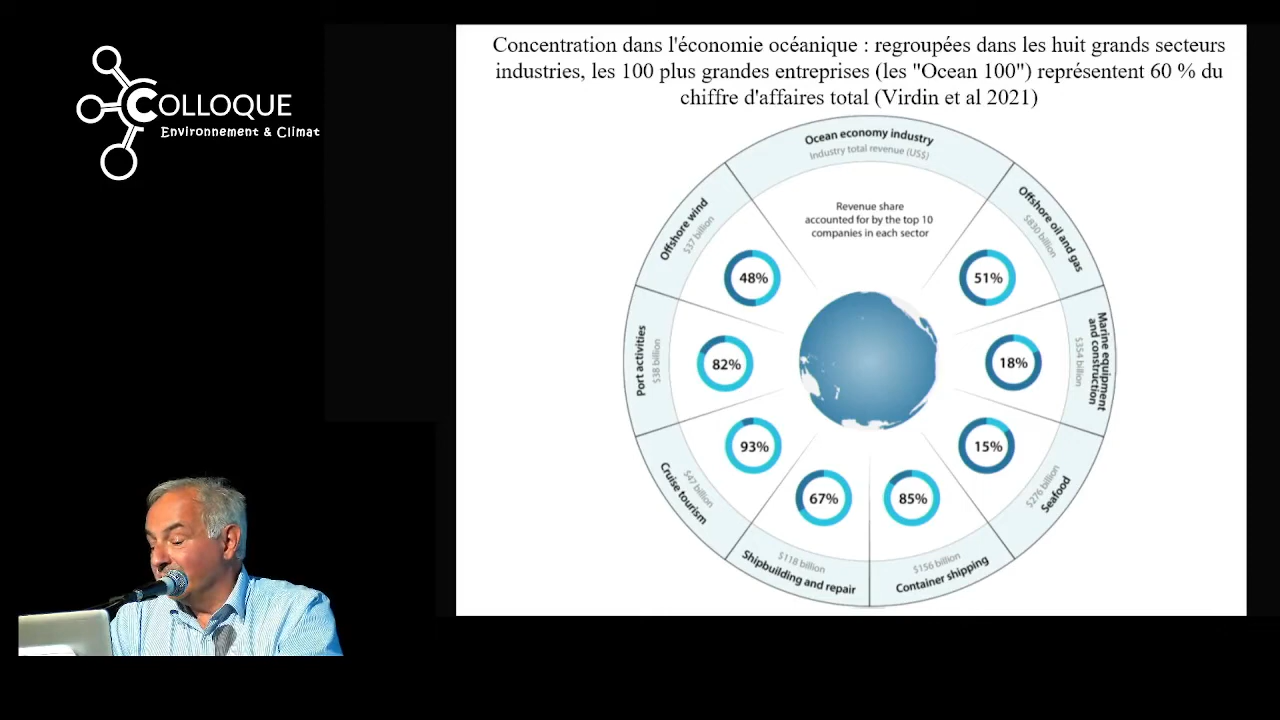 COLLOQUE
Environnement & Climat
Concentration dans l'économie océanique : regroupées dans les huit grands secteurs
industries, les 100 plus grandes entreprises (les "Ocean 100") représentent 60 % du
chiffre d'affaires total (Virdin et al 2021)
Ocean economy industry
Industry total revenue (US$)
Revenue share
accounted for by the top 10
companies in each sector
Offshore oil and gas
$830 billion
51%
Marine equipment
and construction
$354 billion
18%
Seafood
$276 billion
15%
Container shipping
$156 billion
85%
Shipbuilding and repair
$118 billion
67%
Cruise tourism
$47 billion
93%
Port activities
$38 billion
82%
Offshore wind
$37 billion
48%